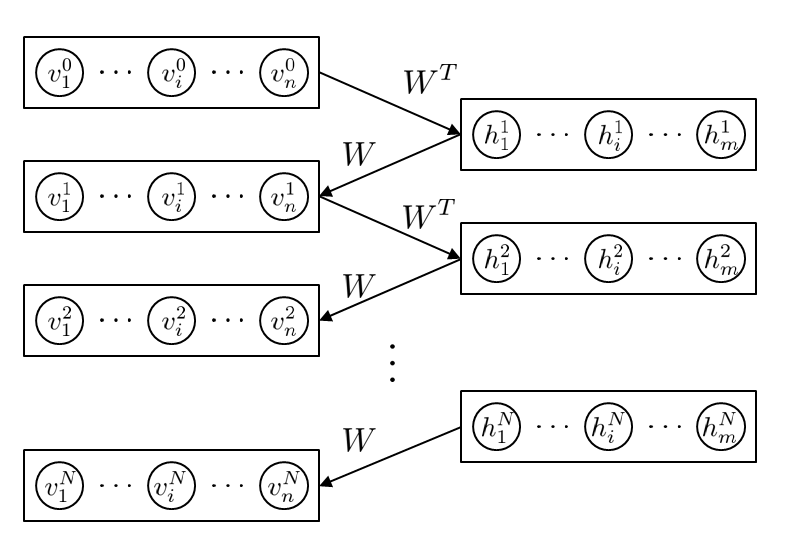 v_1^0 ⋯ v_i^0 ⋯ v_n^0
W^T
h_1^1 ⋯ h_i^1 ⋯ h_m^1
W
v_1^1 ⋯ v_i^1 ⋯ v_n^1
W^T
h_1^2 ⋯ h_i^2 ⋯ h_m^2
W
v_1^2 ⋯ v_i^2 ⋯ v_n^2
⋮
h_1^N ⋯ h_i^N ⋯ h_m^N
W
v_1^N ⋯ v_i^N ⋯ v_n^N